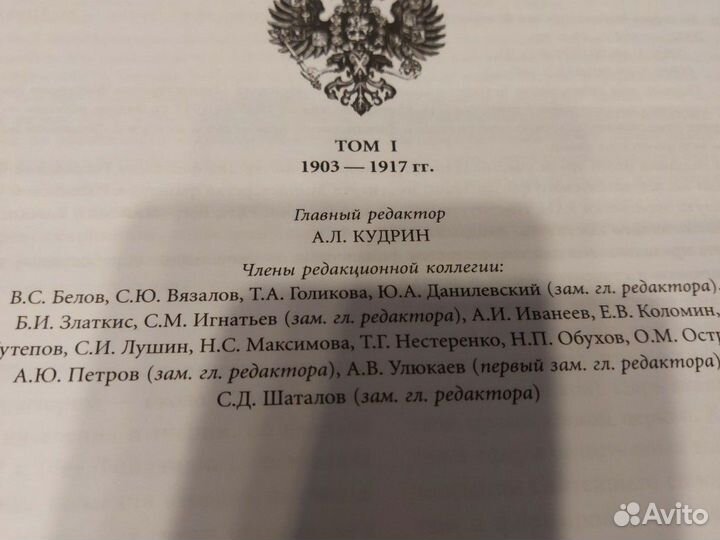 ТОМ I
1903 — 1917 гг.
Главный редактор
А.Л. КУДРИН
Члены редакционной коллегии:
В.С. Белов, С.Ю. Вязалов, Т.А. Голикова, Ю.А. Данилевский (зам. гл. редактора),
Б.И. Златкис, С.М. Игнатьев (зам. гл. редактора), А.И. Иванеев, Е.В. Коломин,
утепов, С.И. Лушин, Н.С. Максимова, Т.Г. Нестеренко, Н.П. Обухов, О.М. Остр
А.Ю. Петров (зам. гл. редактора), А.В. Улюкаев (первый зам. гл. редактора)
С.Д. Шаталов (зам. гл. редактора)
Avito